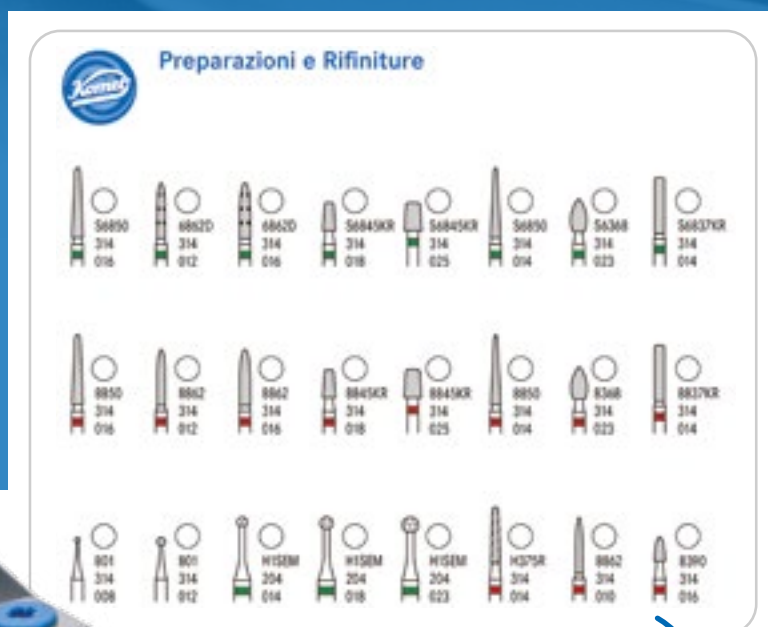 Komet
Preparazioni e Rifiniture
S6850 6862D 6862D S6845KR S6845KR S6850 S6368 S6837KR
314 314 314 314 314 314 314 314
016 012 016 018 025 014 023 014
8850 8862 8862 8845KR 8845KR 8850 8368 8837KR
314 314 314 314 314 314 314 314
016 012 016 018 025 014 023 014
801 801 H1SEM H1SEM H1SEM H375R 8862 8390
314 314 204 204 204 314 314 314
008 012 014 018 023 014 010 016